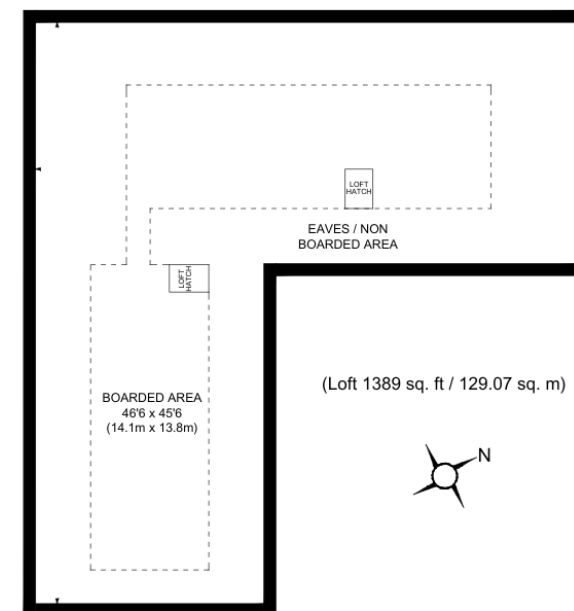 LOFT
HATCH
EAVES / NON
BOARDED AREA
LOFT
HATCH
(Loft 1389 sq. ft / 129.07 sq. m)
BOARDED AREA
46'6 x 45'6
(14.1m x 13.8m)
N